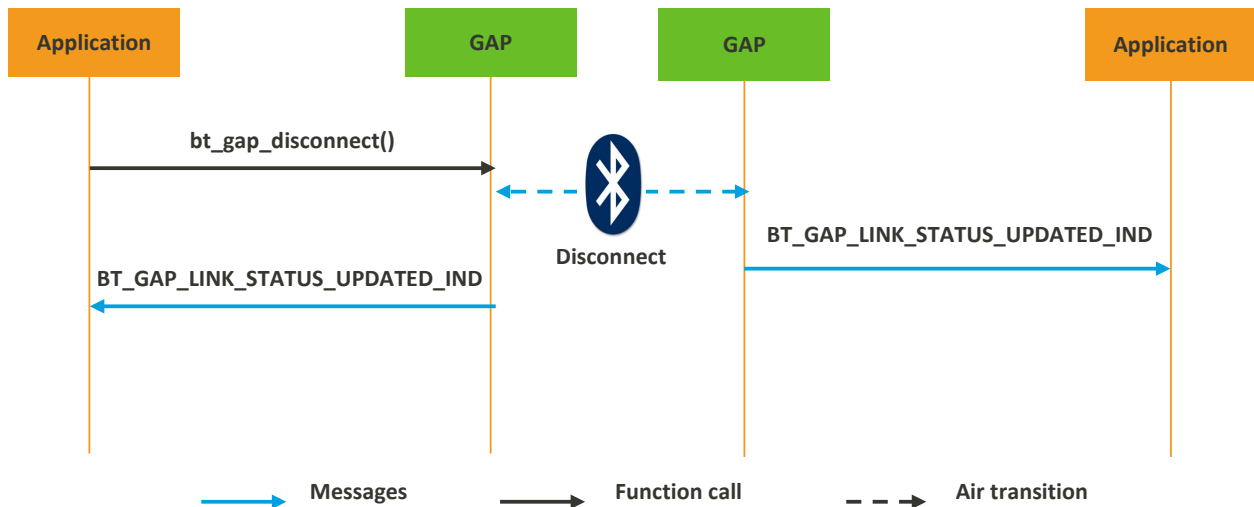 Application
GAP
GAP
Application
bt_gap_disconnect()
Disconnect
BT_GAP_LINK_STATUS_UPDATED_IND
BT_GAP_LINK_STATUS_UPDATED_IND
Messages
Function call
Air transition